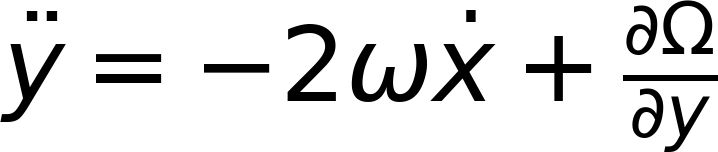 ÿ = −2ωẋ + ∂Ω/∂y